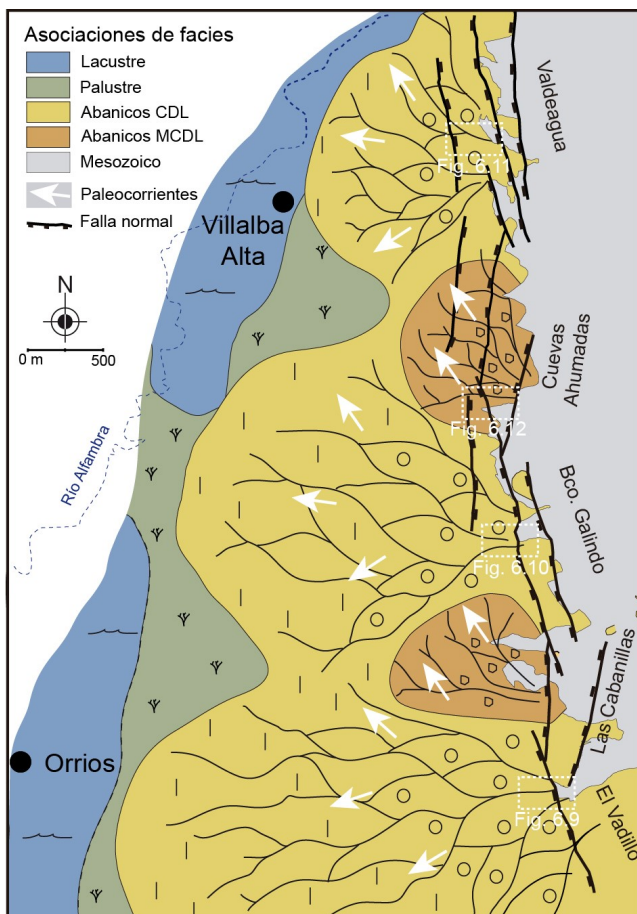 Asociaciones de facies
Lacustre
Palustre
Abanicos CDL
Abanicos MCDL
Mesozoico
Paleocorrientes
Falla normal
N
0 m
500
Villalba
Alta
Río Alfambra
Orrios
Valdeagua
Fig. 6.11
Cuevas
Ahumadas
Fig. 6.12
Bco. Galindo
Fig. 6.10
Las Cabanillas
Fig. 6.9
El Vadillo